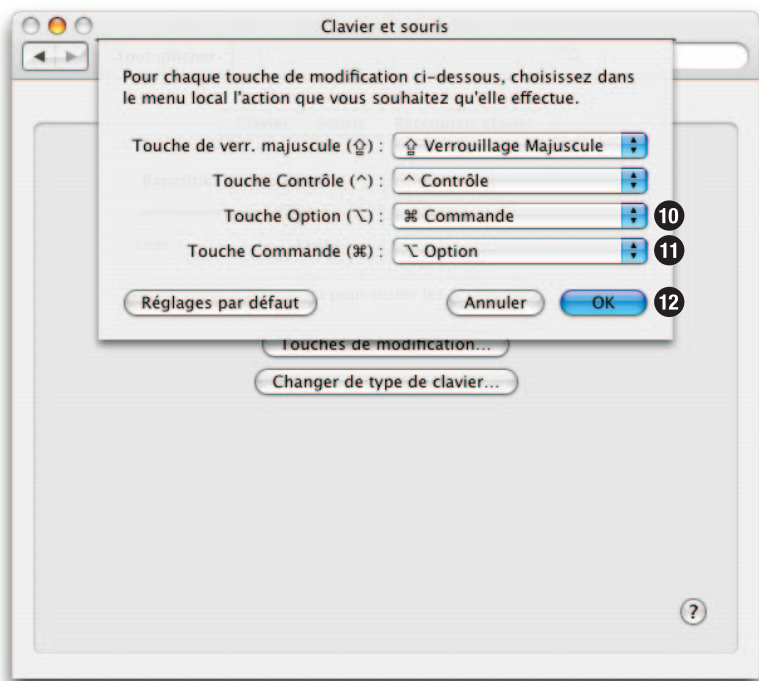 Clavier et souris
Tout afficher
Pour chaque touche de modification ci-dessous, choisissez dans
le menu local l'action que vous souhaitez qu'elle effectue.
Touche de verr. majuscule (⇪) : ⇪ Verrouillage Majuscule
Touche Contrôle (^) : ^ Contrôle
Touche Option (⌥) : ⌘ Commande 10
Touche Commande (⌘) : ⌥ Option 11
Réglages par défaut Annuler OK 12
Touches de modification...
Changer de type de clavier...
?